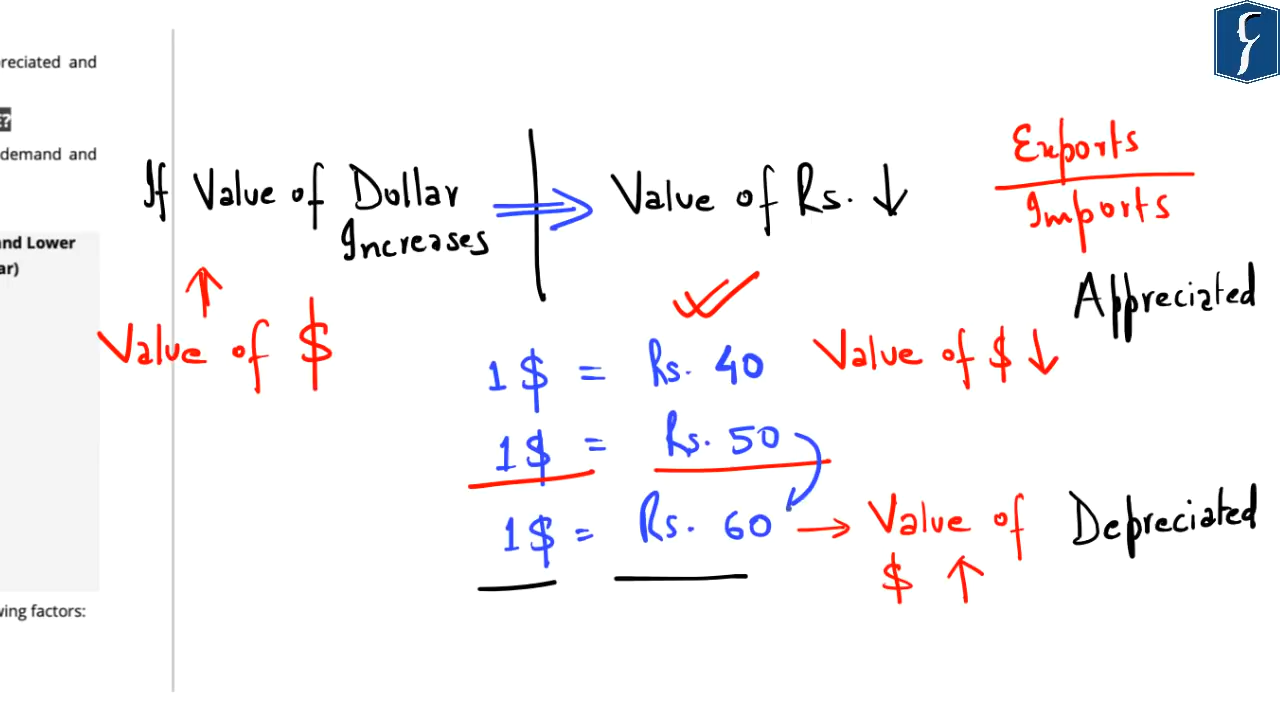 reciated and
?
demand and
and Lower
ar)
wing factors:
If Value of Dollar
Increases
Value of Rs. ↓
Exports
Imports
↑
Value of $
Appreciated
1$ = Rs. 40
Value of $ ↓
1$ = Rs. 50
1$ = Rs. 60 → Value of
$ ↑
Depreciated